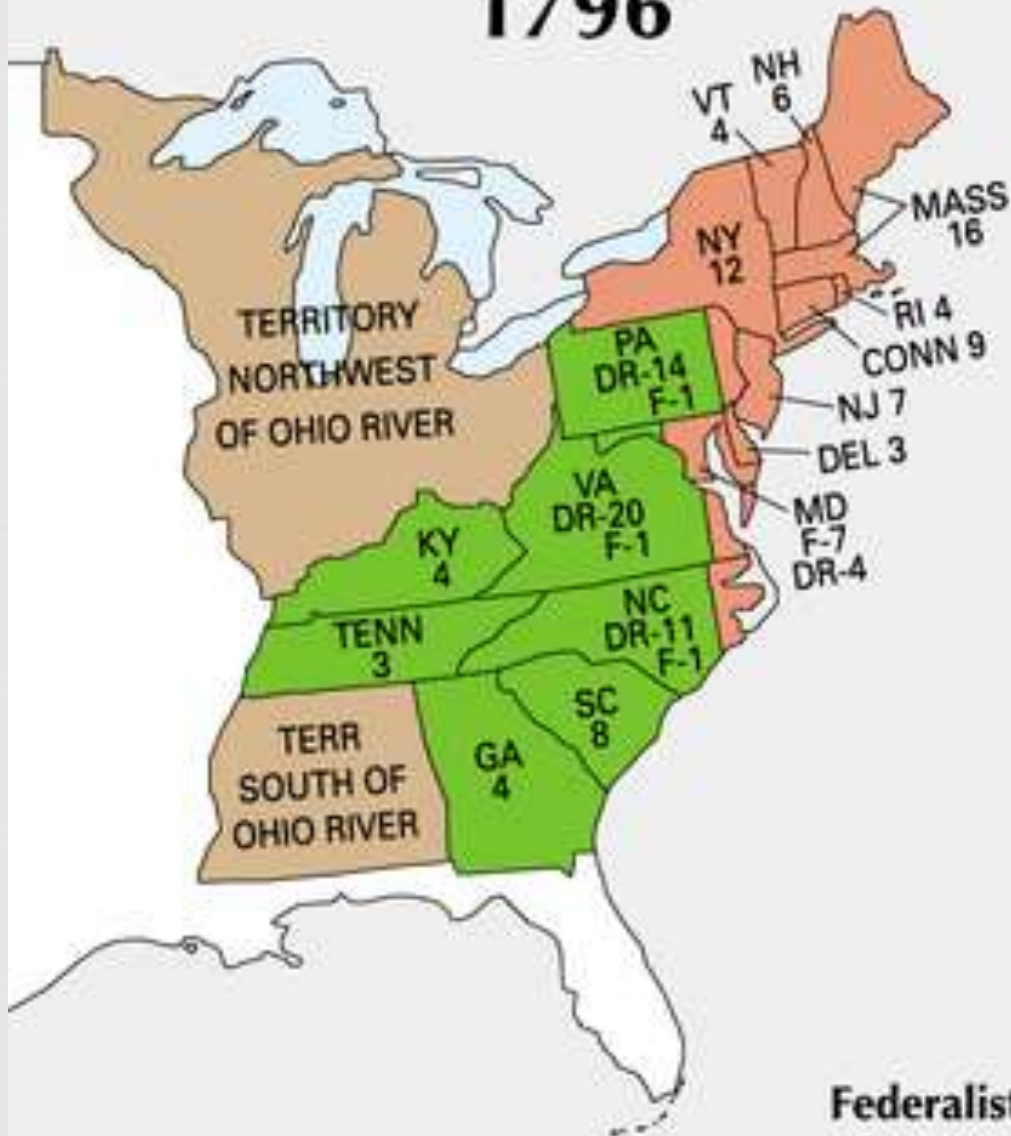 1796
NH
6
VT
4
MASS
16
NY
12
RI 4
CONN 9
NJ 7
DEL 3
MD
F-7
DR-4
TERRITORY
NORTHWEST
OF OHIO RIVER
PA
DR-14
F-1
VA
DR-20
F-1
KY
4
NC
DR-11
F-1
TENN
3
SC
8
GA
4
TERR
SOUTH OF
OHIO RIVER
Federalist